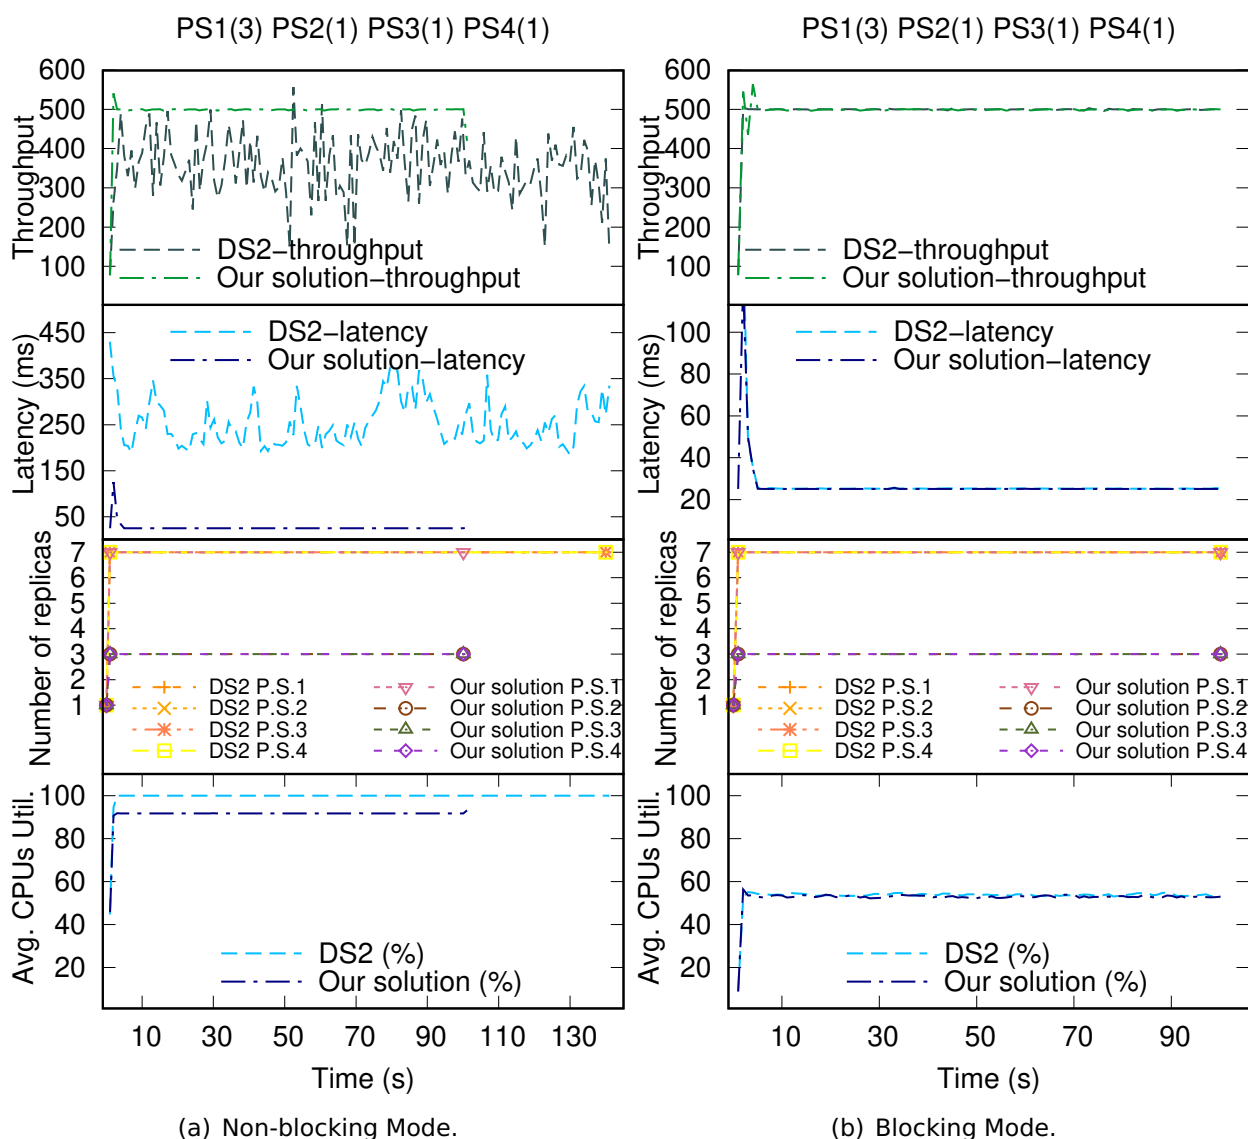 PS1(3) PS2(1) PS3(1) PS4(1)
Throughput
600
500
400
300
200
100
DS2−throughput
Our solution−throughput
Latency (ms)
450
350
250
150
50
DS2−latency
Our solution−latency
Number of replicas
7
6
5
4
3
2
1
DS2 P.S.1
DS2 P.S.2
DS2 P.S.3
DS2 P.S.4
Our solution P.S.1
Our solution P.S.2
Our solution P.S.3
Our solution P.S.4
Avg. CPUs Util.
100
80
60
40
20
DS2 (%)
Our solution (%)
10 30 50 70 90 110 130
Time (s)
(a) Non-blocking Mode.
PS1(3) PS2(1) PS3(1) PS4(1)
Throughput
600
500
400
300
200
100
DS2−throughput
Our solution−throughput
Latency (ms)
100
80
60
40
20
DS2−latency
Our solution−latency
Number of replicas
7
6
5
4
3
2
1
DS2 P.S.1
DS2 P.S.2
DS2 P.S.3
DS2 P.S.4
Our solution P.S.1
Our solution P.S.2
Our solution P.S.3
Our solution P.S.4
Avg. CPUs Util.
100
80
60
40
20
DS2 (%)
Our solution (%)
10 30 50 70 90
Time (s)
(b) Blocking Mode.